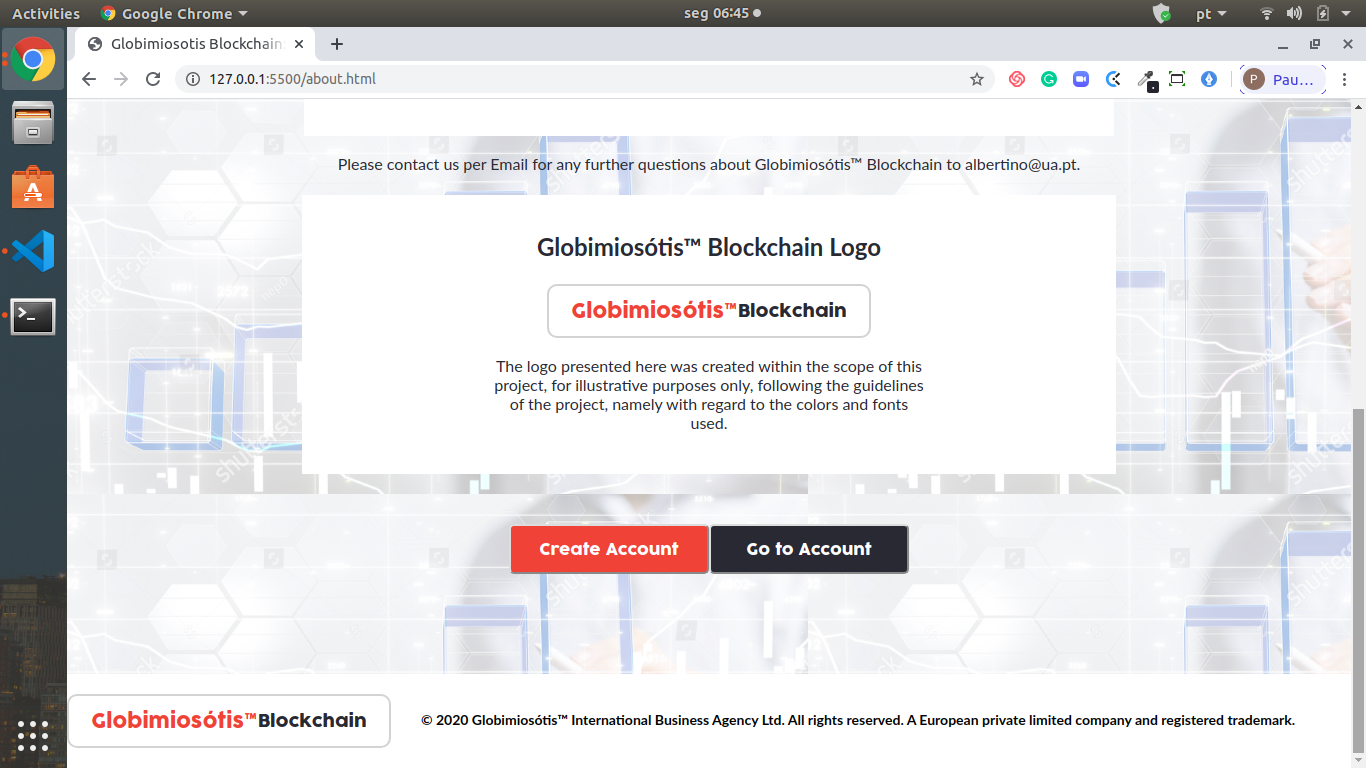 Activities
Google Chrome
seg 06:45
pt
Globimiosotis Blockchain
127.0.0.1:5500/about.html
P
Pau...
Please contact us per Email for any further questions about Globimiosótis™ Blockchain to albertino@ua.pt.
Globimiosótis™ Blockchain Logo
Globimiosótis™Blockchain
The logo presented here was created within the scope of this
project, for illustrative purposes only, following the guidelines
of the project, namely with regard to the colors and fonts
used.
shutterstock
Create Account
Go to Account
Globimiosótis™Blockchain
© 2020 Globimiosótis™ International Business Agency Ltd. All rights reserved. A European private limited company and registered trademark.